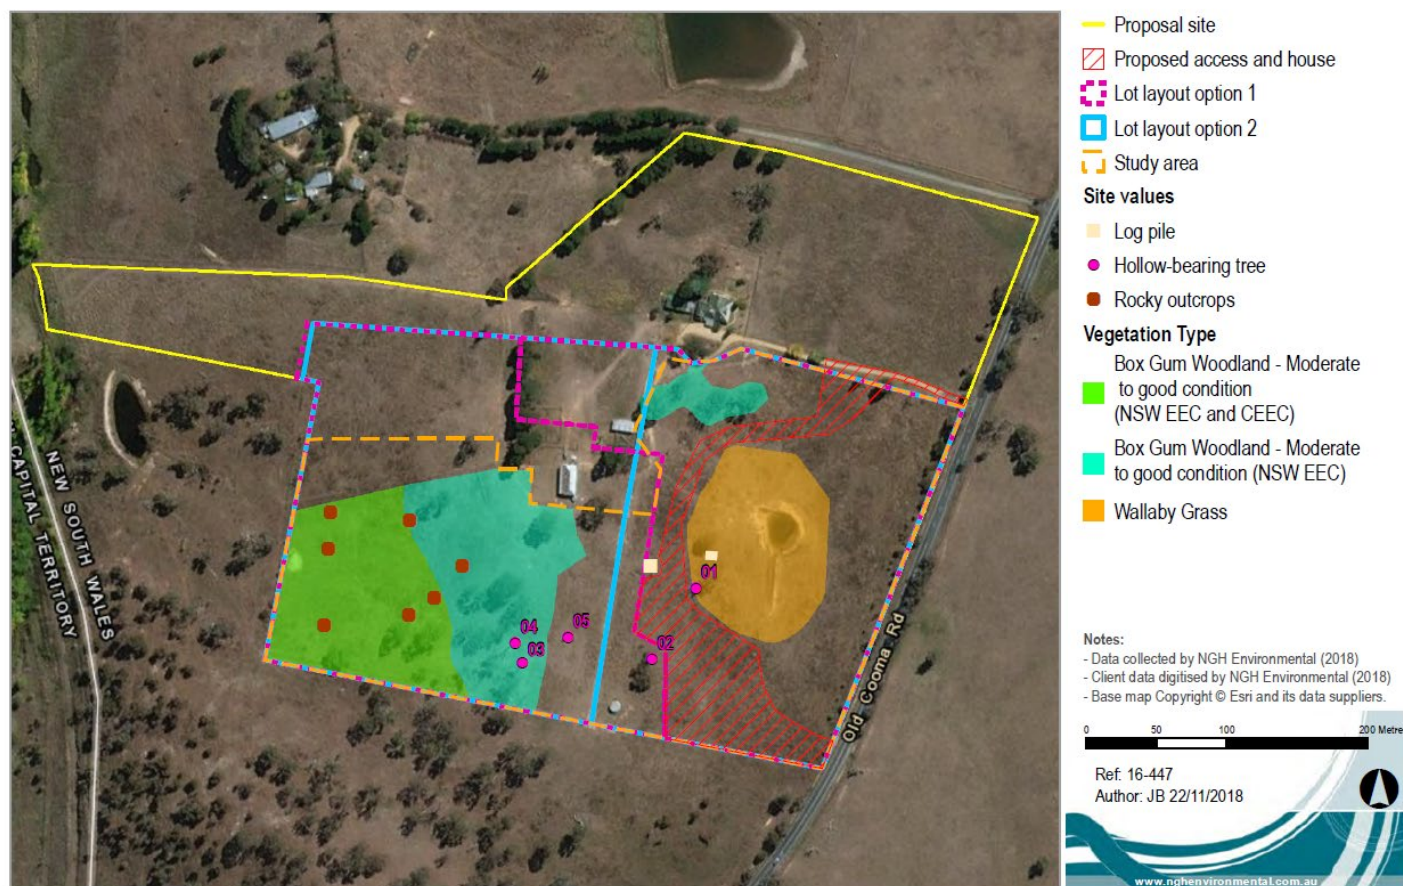 Proposal site
Proposed access and house
Lot layout option 1
Lot layout option 2
Study area
Site values
Log pile
Hollow-bearing tree
Rocky outcrops
Vegetation Type
Box Gum Woodland - Moderate
to good condition
(NSW EEC and CEEC)
Box Gum Woodland - Moderate
to good condition (NSW EEC)
Wallaby Grass
NEW SOUTH WALES
CAPITAL TERRITORY
01
02
03
04
05
Old Cooma Rd
Notes:
- Data collected by NGH Environmental (2018)
- Client data digitised by NGH Environmental (2018)
- Base map Copyright © Esri and its data suppliers.
0 50 100 200 Metre
Ref: 16-447
Author: JB 22/11/2018
www.nghenvironmental.com.au